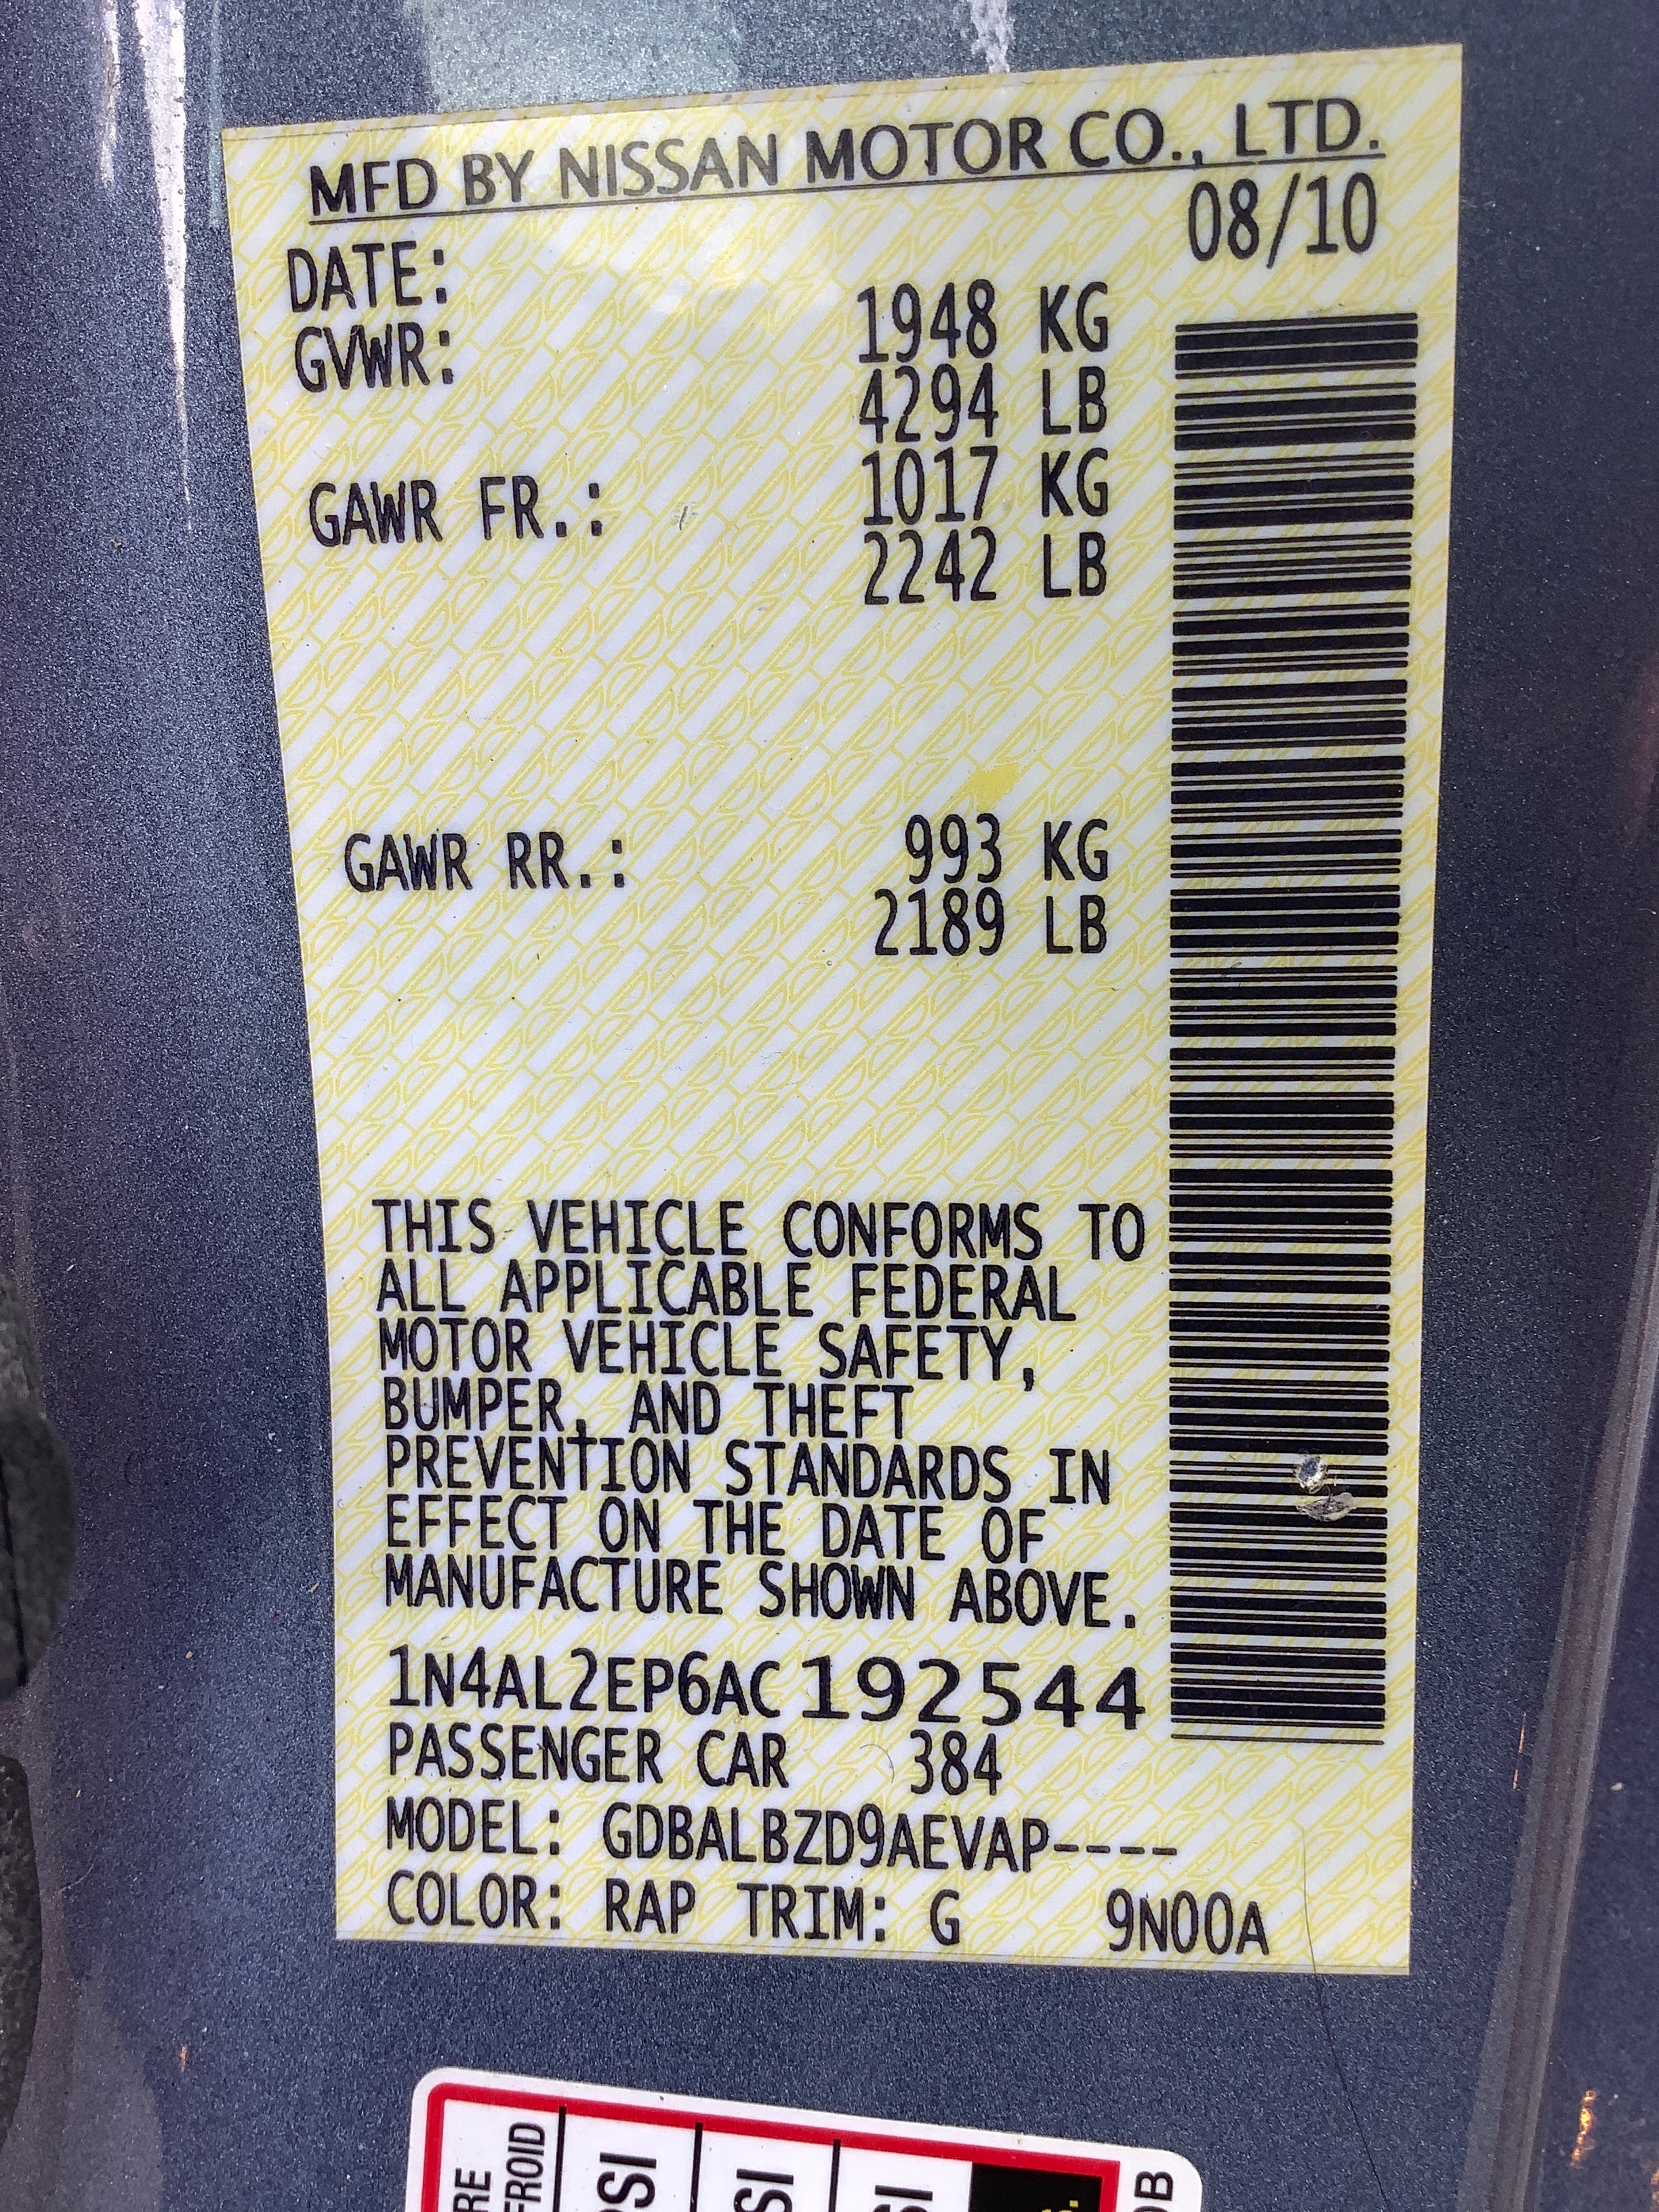 MFD BY NISSAN MOTOR CO., LTD.
DATE: 08/10
GVWR: 1948 KG
4294 LB
GAWR FR.: 1017 KG
2242 LB
GAWR RR.: 993 KG
2189 LB
THIS VEHICLE CONFORMS TO
ALL APPLICABLE FEDERAL
MOTOR VEHICLE SAFETY,
BUMPER, AND THEFT
PREVENTION STANDARDS IN
EFFECT ON THE DATE OF
MANUFACTURE SHOWN ABOVE.
1N4AL2EP6AC192544
PASSENGER CAR 384
MODEL: GDBALBZD9AEVAP----
COLOR: RAP TRIM: G 9N00A
FROID